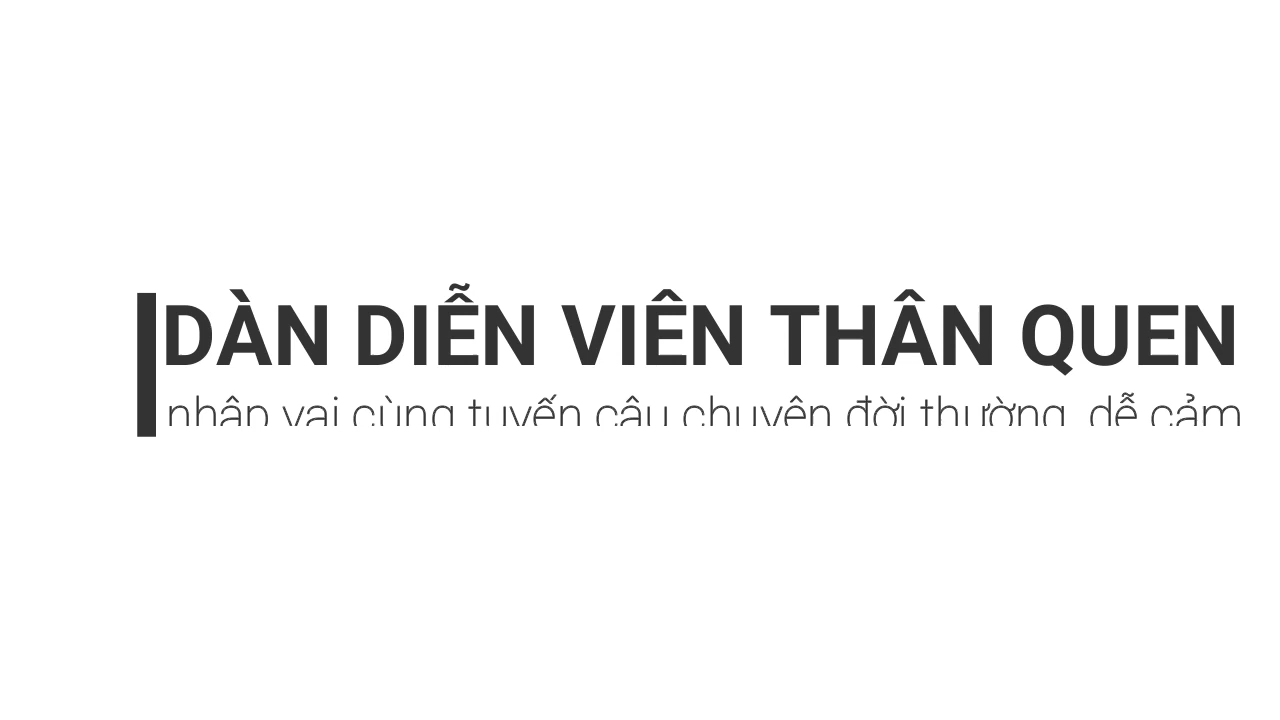 DÀN DIỄN VIÊN THÂN QUEN
nhập vai cùng tuyến câu chuyện đời thường, dễ cảm